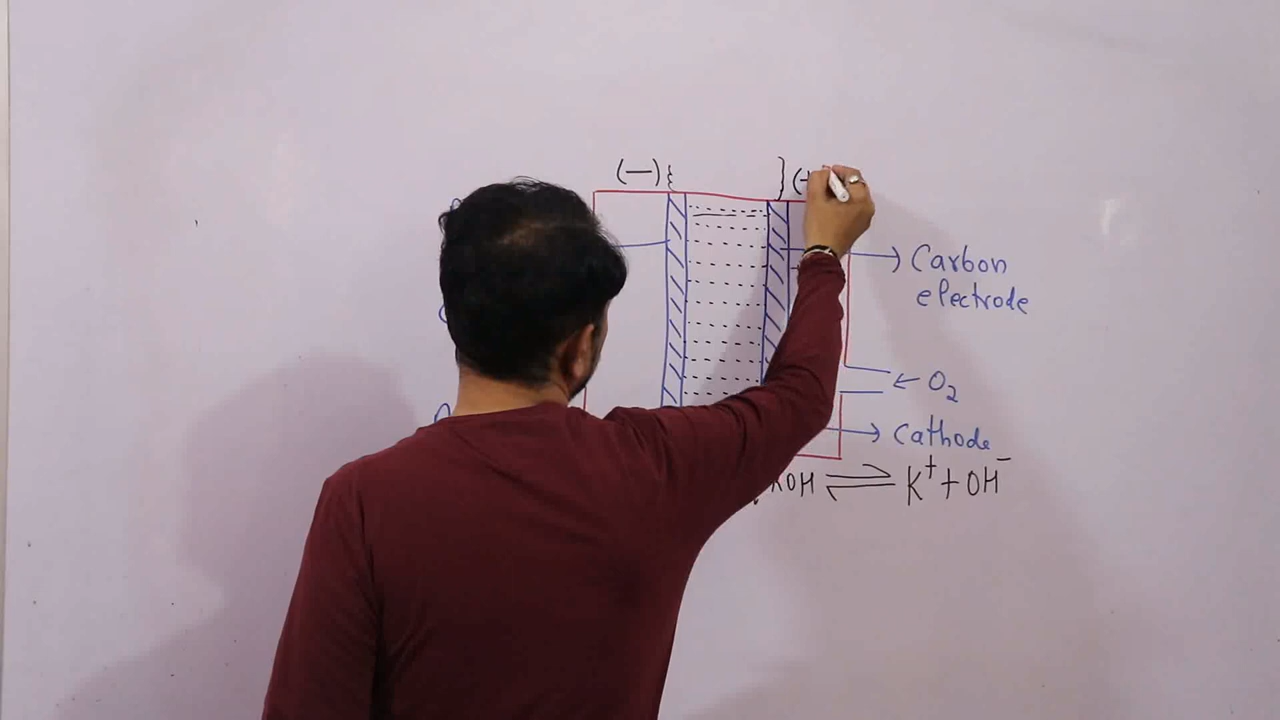 (—)
(+
Carbon
electrode
O₂
Cathode
KOH ⇌ K⁺ + OH⁻